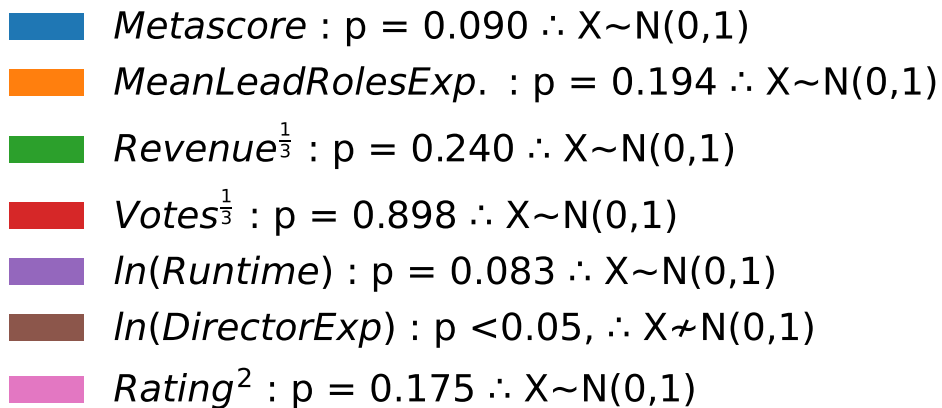 Metascore : p = 0.090 ∴ X~N(0,1)
MeanLeadRolesExp. : p = 0.194 ∴ X~N(0,1)
Revenue^{1/3} : p = 0.240 ∴ X~N(0,1)
Votes^{1/3} : p = 0.898 ∴ X~N(0,1)
ln(Runtime) : p = 0.083 ∴ X~N(0,1)
ln(DirectorExp) : p <0.05, ∴ X≁N(0,1)
Rating² : p = 0.175 ∴ X~N(0,1)